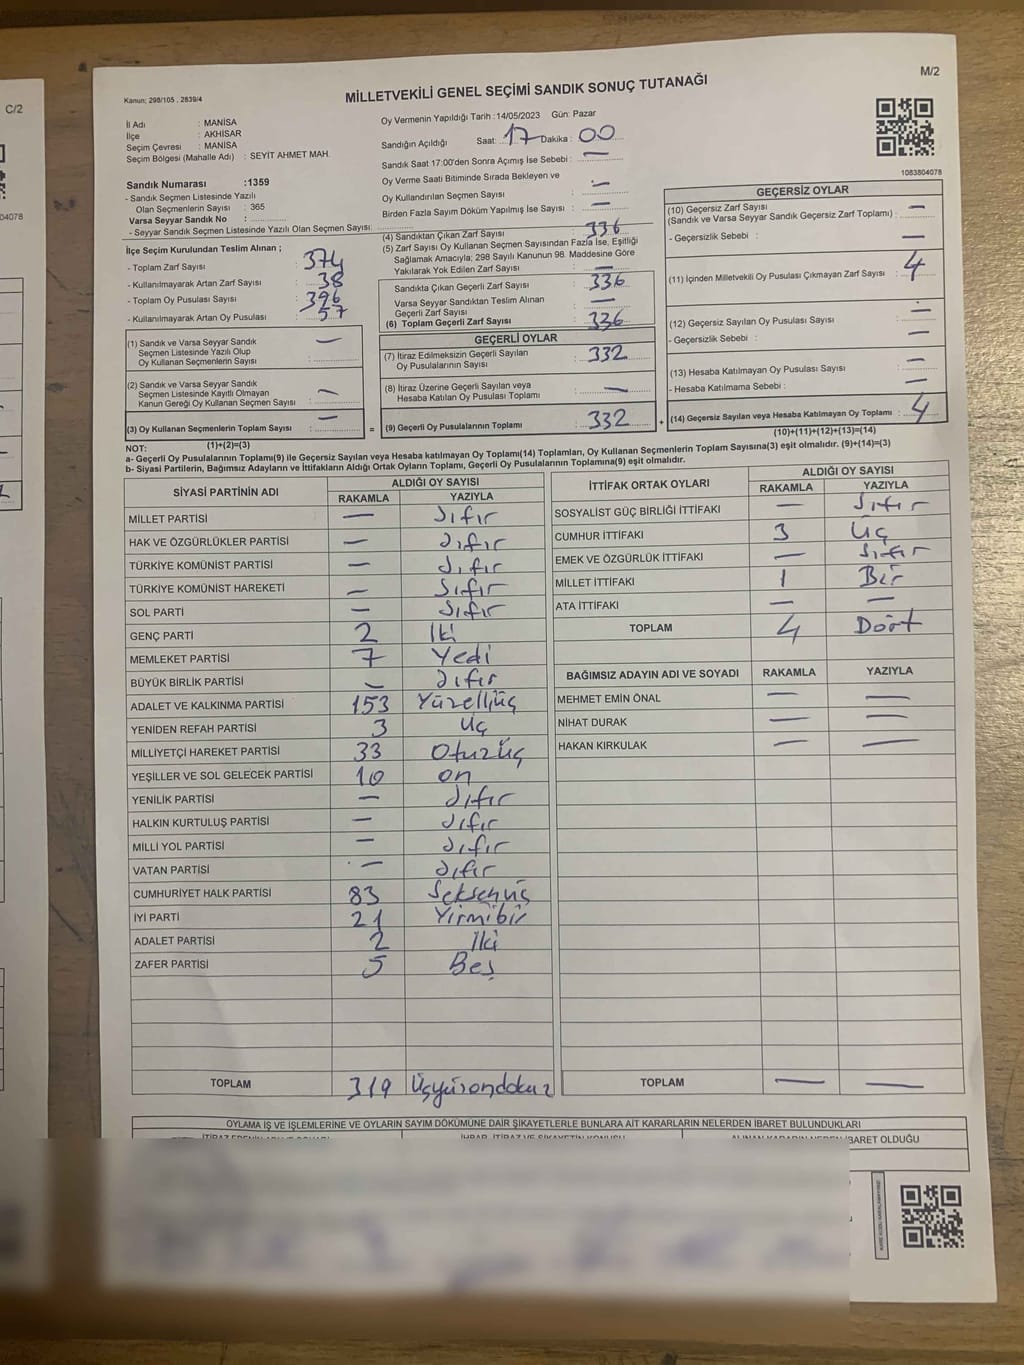 C/2
M/2
Kanun; 298/105 , 2839/4
MİLLETVEKİLİ GENEL SEÇİMİ SANDIK SONUÇ TUTANAĞI
İl Adı : MANİSA
İlçe : AKHİSAR
Seçim Çevresi : MANİSA
Seçim Bölgesi (Mahalle Adı) : SEYİT AHMET MAH.
Sandık Numarası :1359
- Sandık Seçmen Listesinde Yazılı
Olan Seçmenlerin Sayısı : 365
Varsa Seyyar Sandık No :
- Seyyar Sandık Seçmen Listesinde Yazılı Olan Seçmen Sayısı:
Oy Vermenin Yapıldığı Tarih :14/05/2023 Gün: Pazar
Sandığın Açıldığı Saat: 17 Dakika : 00
Sandık Saat 17:00'den Sonra Açımış İse Sebebi : —
Oy Verme Saati Bitiminde Sırada Bekleyen ve
Oy Kullandırılan Seçmen Sayısı : —
Birden Fazla Sayım Döküm Yapılmış İse Sayısı : —
1083804078
04078
İlçe Seçim Kurulundan Teslim Alınan ;
- Toplam Zarf Sayısı : 374
- Kullanılmayarak Artan Zarf Sayısı : 38
- Toplam Oy Pusulası Sayısı : 396
- Kullanılmayarak Artan Oy Pusulası : 57
(4) Sandıktan Çıkan Zarf Sayısı : 336
(5) Zarf Sayısı Oy Kullanan Seçmen Sayısından Fazla İse, Eşitliği
Sağlamak Amacıyla; 298 Sayılı Kanunun 98. Maddesine Göre
Yakılarak Yok Edilen Zarf Sayısı : —
Sandıkta Çıkan Geçerli Zarf Sayısı : 336
Varsa Seyyar Sandıktan Teslim Alınan
Geçerli Zarf Sayısı : —
(6) Toplam Geçerli Zarf Sayısı : 336
GEÇERSİZ OYLAR
(10) Geçersiz Zarf Sayısı : —
(Sandık ve Varsa Seyyar Sandık Geçersiz Zarf Toplamı)
- Geçersizlik Sebebi : —
(11) İçinden Milletvekili Oy Pusulası Çıkmayan Zarf Sayısı : 4
(12) Geçersiz Sayılan Oy Pusulası Sayısı : —
- Geçersizlik Sebebi : —
(13) Hesaba Katılmayan Oy Pusulası Sayısı : —
- Hesaba Katılmama Sebebi : —
(14) Geçersiz Sayılan veya Hesaba Katılmayan Oy Toplamı : 4
(10)+(11)+(12)+(13)=(14)
(1) Sandık ve Varsa Seyyar Sandık
Seçmen Listesinde Yazılı Olup
Oy Kullanan Seçmenlerin Sayısı : —
(2) Sandık ve Varsa Seyyar Sandık
Seçmen Listesinde Kayıtlı Olmayan
Kanun Gereği Oy Kullanan Seçmen Sayısı : —
(3) Oy Kullanan Seçmenlerin Toplam Sayısı : —
(1)+(2)=(3)
GEÇERLİ OYLAR
(7) İtiraz Edilmeksizin Geçerli Sayılan
Oy Pusulalarının Sayısı : 332
(8) İtiraz Üzerine Geçerli Sayılan veya
Hesaba Katılan Oy Pusulası Toplamı : —
= (9) Geçerli Oy Pusulalarının Toplamı : 332 +
NOT:
a- Geçerli Oy Pusulalarının Toplamı(9) ile Geçersiz Sayılan veya Hesaba katılmayan Oy Toplamı(14) Toplamları, Oy Kullanan Seçmenlerin Toplam Sayısına(3) eşit olmalıdır. (9)+(14)=(3)
b- Siyasi Partilerin, Bağımsız Adayların ve İttifakların Aldığı Ortak Oyların Toplamı, Geçerli Oy Pusulalarının Toplamına(9) eşit olmalıdır.
SİYASİ PARTİNİN ADI ALDIĞI OY SAYISI
RAKAMLA YAZIYLA
MİLLET PARTİSİ — Sıfır
HAK VE ÖZGÜRLÜKLER PARTİSİ — Sıfır
TÜRKİYE KOMÜNİST PARTİSİ — Sıfır
TÜRKİYE KOMÜNİST HAREKETİ — Sıfır
SOL PARTİ — Sıfır
GENÇ PARTİ 2 İki
MEMLEKET PARTİSİ 7 Yedi
BÜYÜK BİRLİK PARTİSİ — Sıfır
ADALET VE KALKINMA PARTİSİ 153 Yüzelliüç
YENİDEN REFAH PARTİSİ 3 Üç
MİLLİYETÇİ HAREKET PARTİSİ 33 Otuzüç
YEŞİLLER VE SOL GELECEK PARTİSİ 10 on
YENİLİK PARTİSİ — Sıfır
HALKIN KURTULUŞ PARTİSİ — Sıfır
MİLLİ YOL PARTİSİ — Sıfır
VATAN PARTİSİ — Sıfır
CUMHURİYET HALK PARTİSİ 83 Seksenüç
İYİ PARTİ 21 Yirmibir
ADALET PARTİSİ 2 İki
ZAFER PARTİSİ 5 Beş
TOPLAM 319 Üçyüzondokuz
İTTİFAK ORTAK OYLARI ALDIĞI OY SAYISI
RAKAMLA YAZIYLA
SOSYALİST GÜÇ BİRLİĞİ İTTİFAKI — Sıfır
CUMHUR İTTİFAKI 3 Üç
EMEK VE ÖZGÜRLÜK İTTİFAKI — Sıfır
MİLLET İTTİFAKI 1 Bir
ATA İTTİFAKI — —
TOPLAM 4 Dört
BAĞIMSIZ ADAYIN ADI VE SOYADI RAKAMLA YAZIYLA
MEHMET EMİN ÖNAL — —
NİHAT DURAK — —
HAKAN KIRKULAK — —
TOPLAM — —
OYLAMA İŞ VE İŞLEMLERİNE VE OYLARIN SAYIM DÖKÜMÜNE DAİR ŞİKAYETLERLE BUNLARA AİT KARARLARIN NELERDEN İBARET BULUNDUKLARI
İBARET OLDUĞU